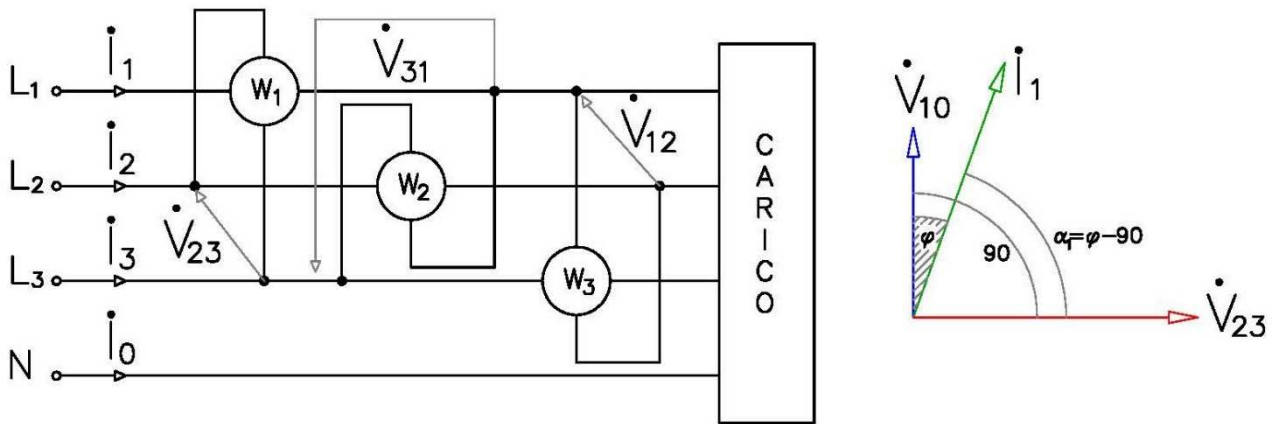 L1 i1 W1 V31
L2 i2 W2 V12
L3 i3 V23 W3
N i0
CARICO
V10 i1
φ 90 α1=φ-90
V23